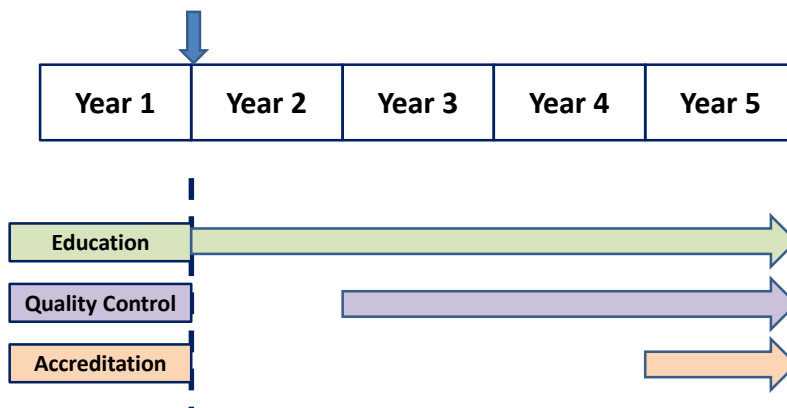 Year 1 Year 2 Year 3 Year 4 Year 5
Education
Quality Control
Accreditation